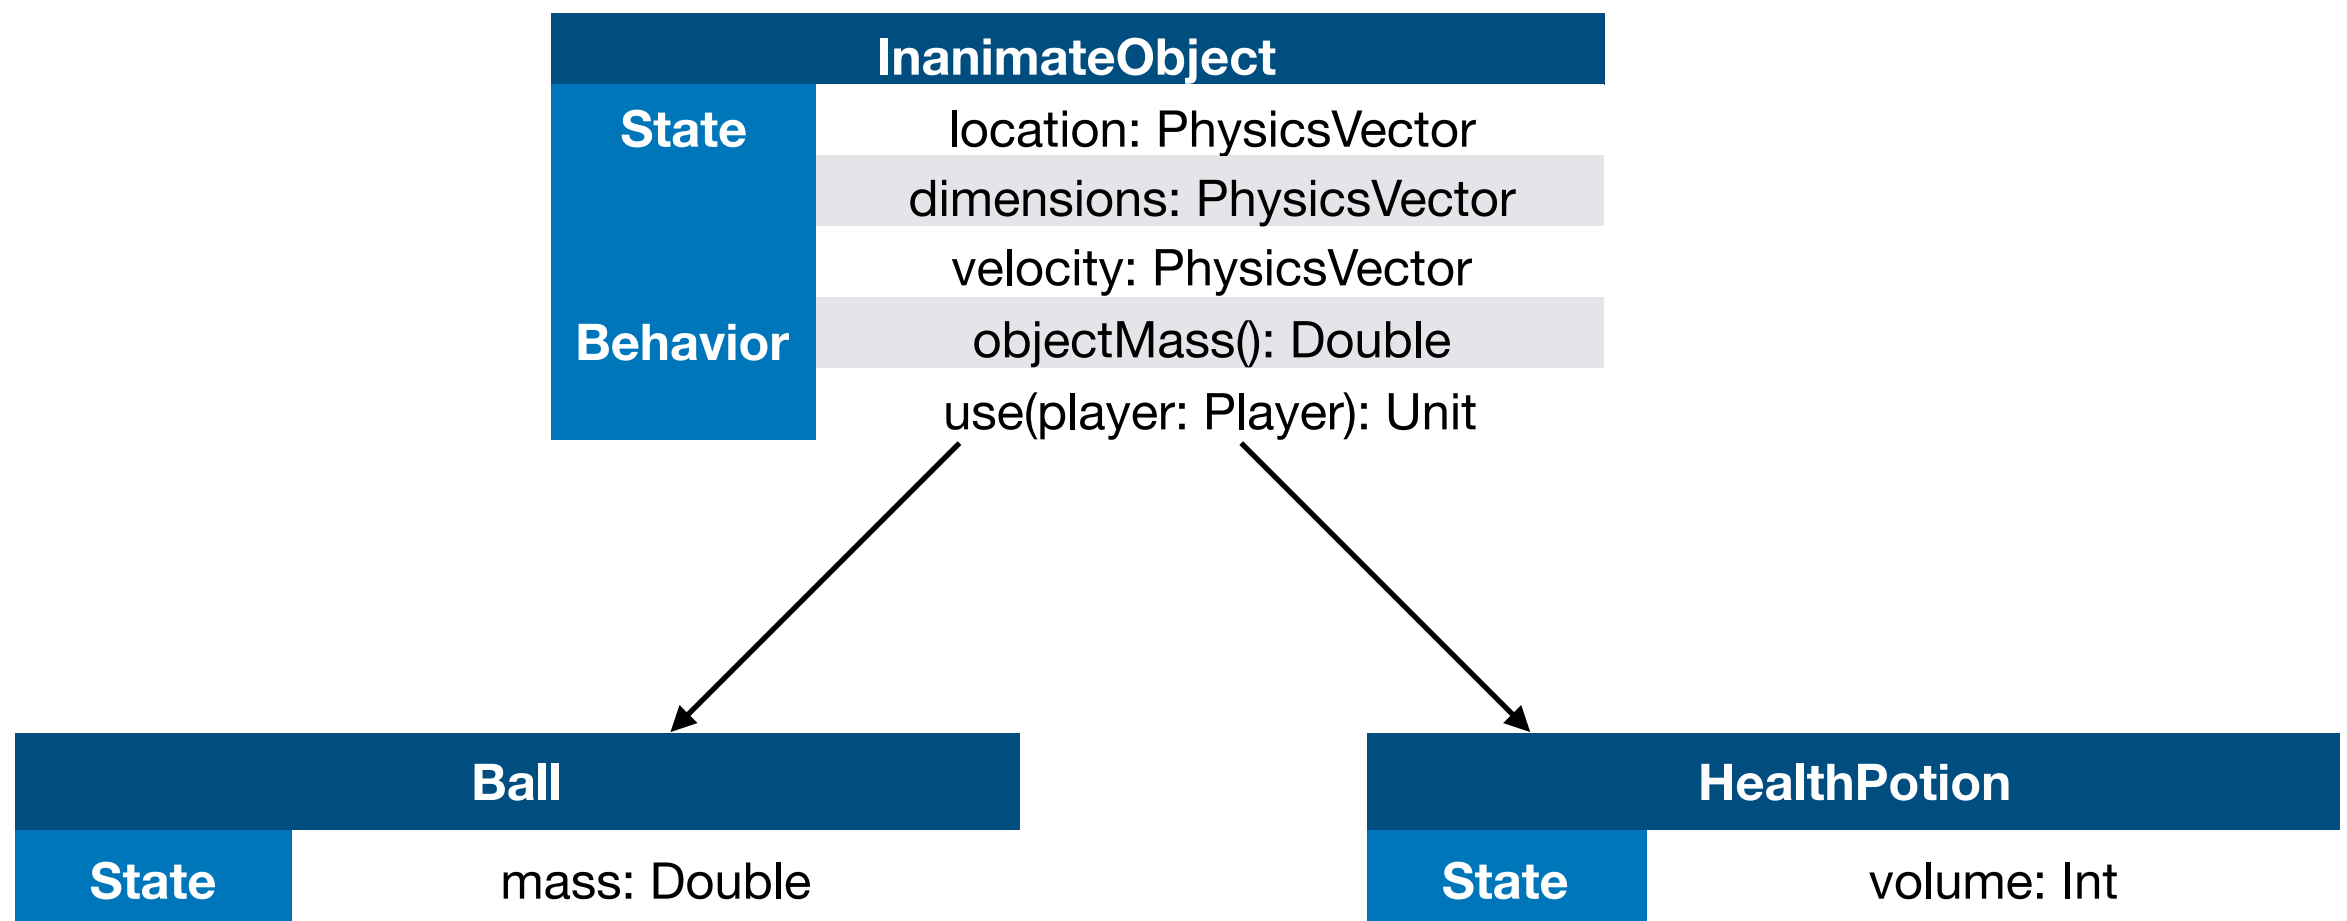 InanimateObject
State location: PhysicsVector
dimensions: PhysicsVector
velocity: PhysicsVector
Behavior objectMass(): Double
use(player: Player): Unit
Ball
State mass: Double
HealthPotion
State volume: Int